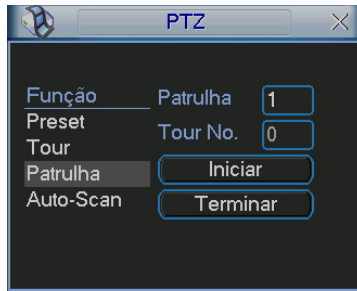 PTZ
Função
Preset
Tour
Patrulha
Auto-Scan
Patrulha 1
Tour No. 0
Iniciar
Terminar